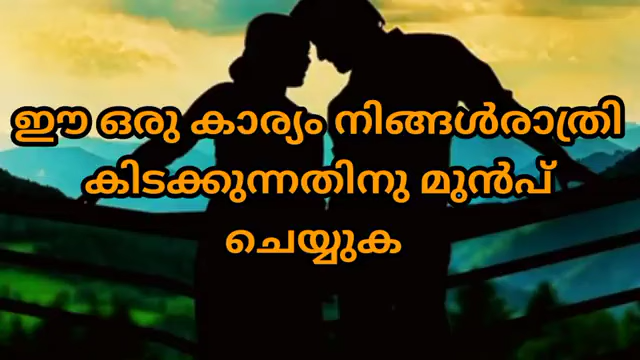 ഈ ഒരു കാര്യം നിങ്ങൾരാത്രി
കിടക്കുന്നതിനു മുൻപ്
ചെയ്യുക